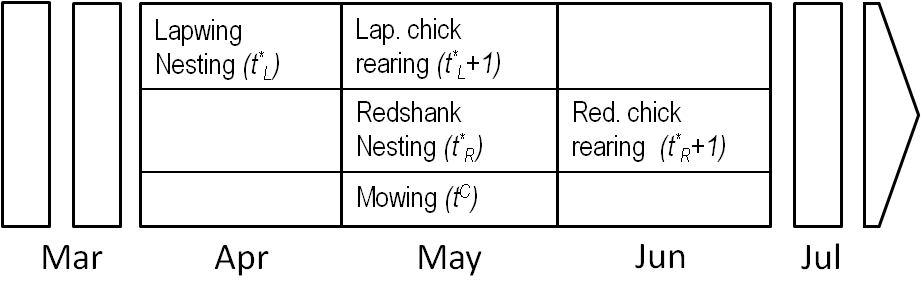 Lapwing
Nesting (t*L)
Lap. chick
rearing (t*L+1)
Redshank
Nesting (t*R)
Red. chick
rearing (t*R+1)
Mowing (tC)
Mar Apr May Jun Jul